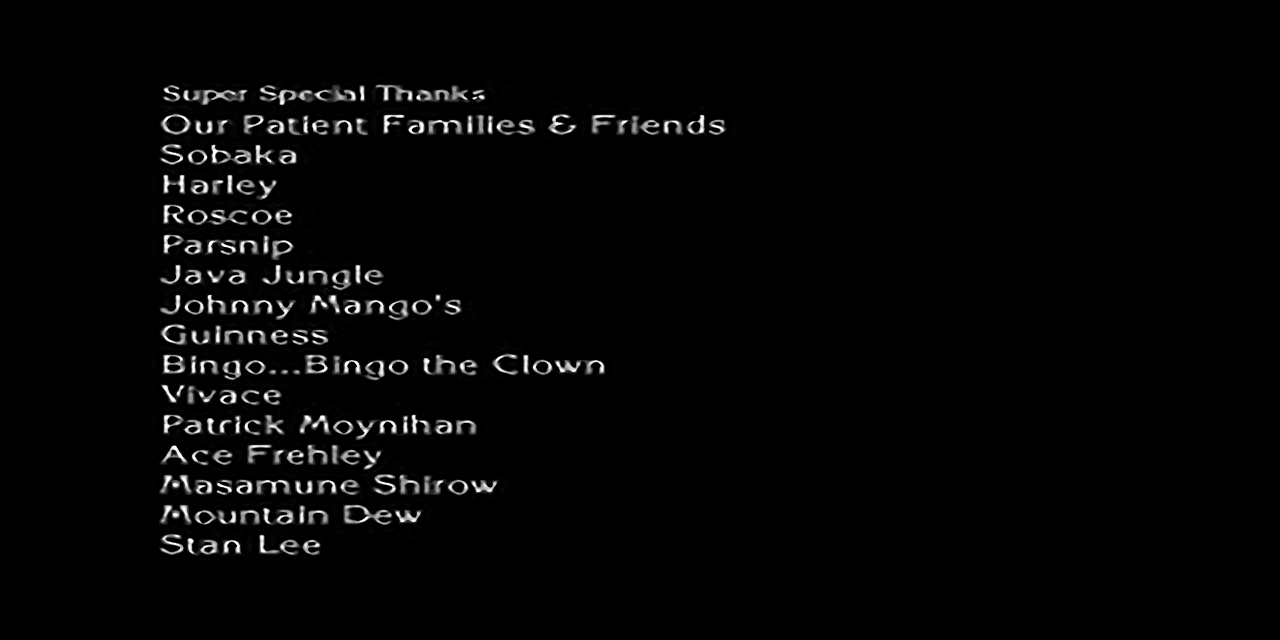 Super Special Thanks
Our Patient Families & Friends
Sobaka
Harley
Roscoe
Parsnip
Java Jungle
Johnny Mango's
Guinness
Bingo...Bingo the Clown
Vivace
Patrick Moynihan
Ace Frehley
Masamune Shirow
Mountain Dew
Stan Lee